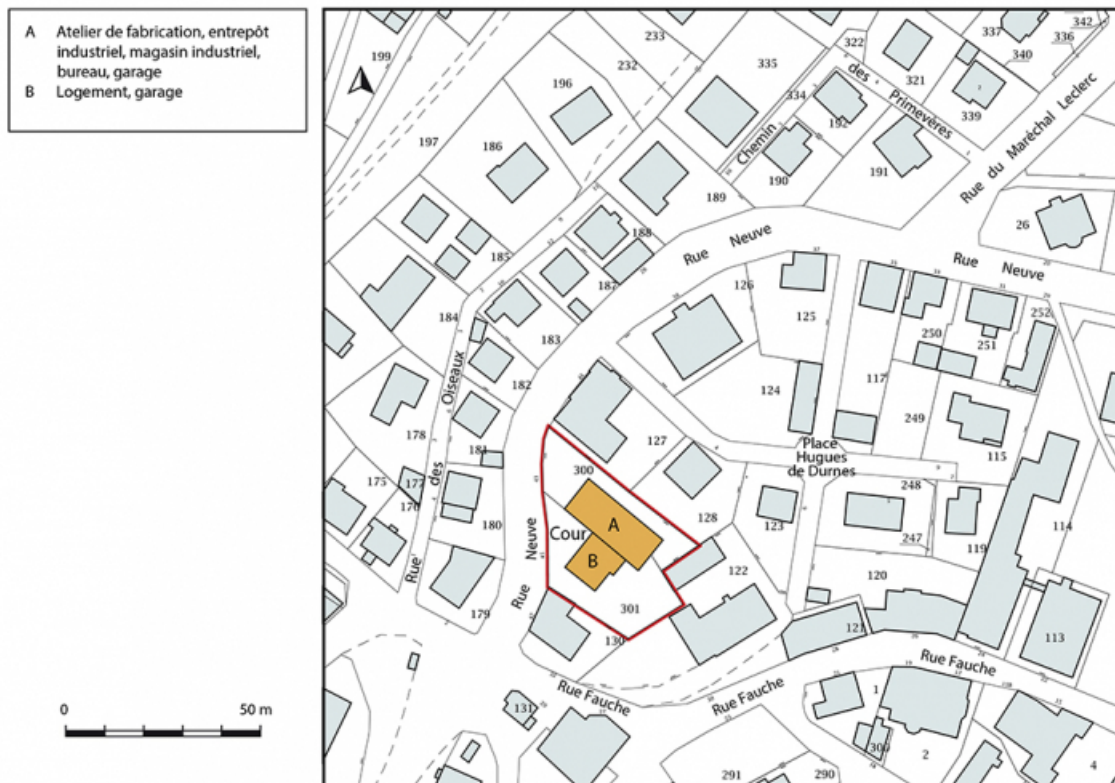 A Atelier de fabrication, entrepôt
industriel, magasin industriel,
bureau, garage
B Logement, garage
0 50 m
199
233
232
335
322
337
342
336
340
321
339
196
334
des Primevères
192
Chemin
Rue du Maréchal Leclerc
197
186
190
191
189
26
188
Rue Neuve
Rue Neuve
185
187
126
125
252
184
183
250
251
182
Oiseaux
124
117
249
178
127
115
181
Place
Hugues
de Durnes
175
177
176
des
300
248
114
180
Neuve
Cour
A
128
123
247
119
B
122
120
Rue
Rue
179
301
130
121
113
Rue Fauche
Rue Fauche
Rue Fauche
131
1
300
2
4
291
290